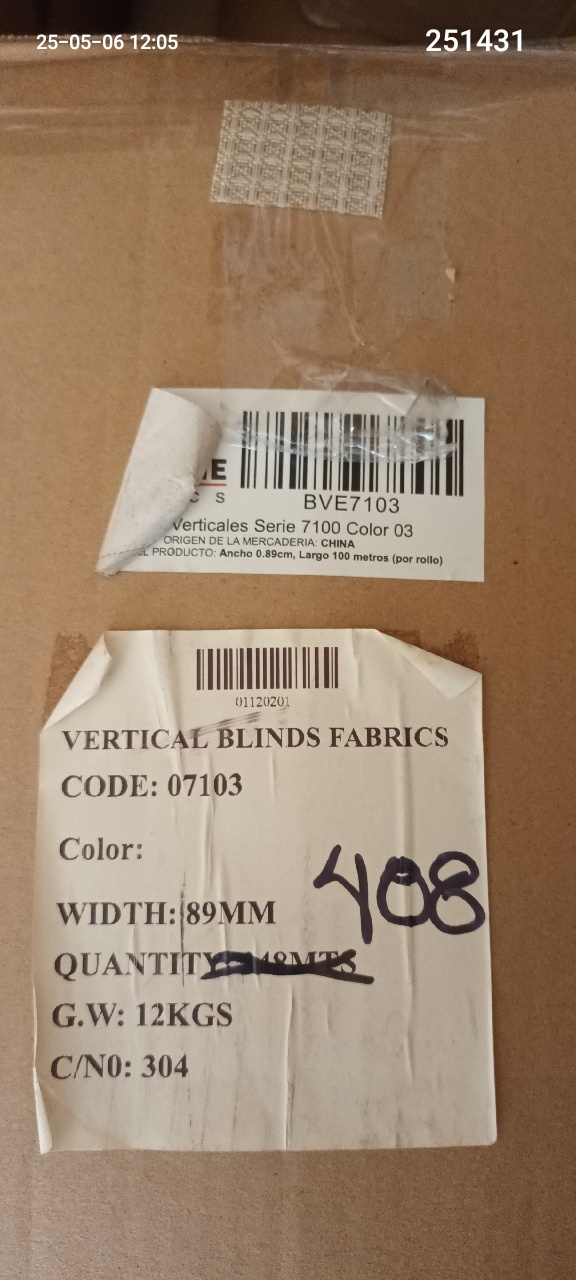 25-05-06 12:05
251431
C S
BVE7103
Verticales Serie 7100 Color 03
ORIGEN DE LA MERCADERIA: CHINA
PRODUCTO: Ancho 0.89cm, Largo 100 metros (por rollo)
01120201
VERTICAL BLINDS FABRICS
CODE: 07103
Color:
408
WIDTH: 89MM
QUANTITY:
G.W: 12KGS
C/N0: 304